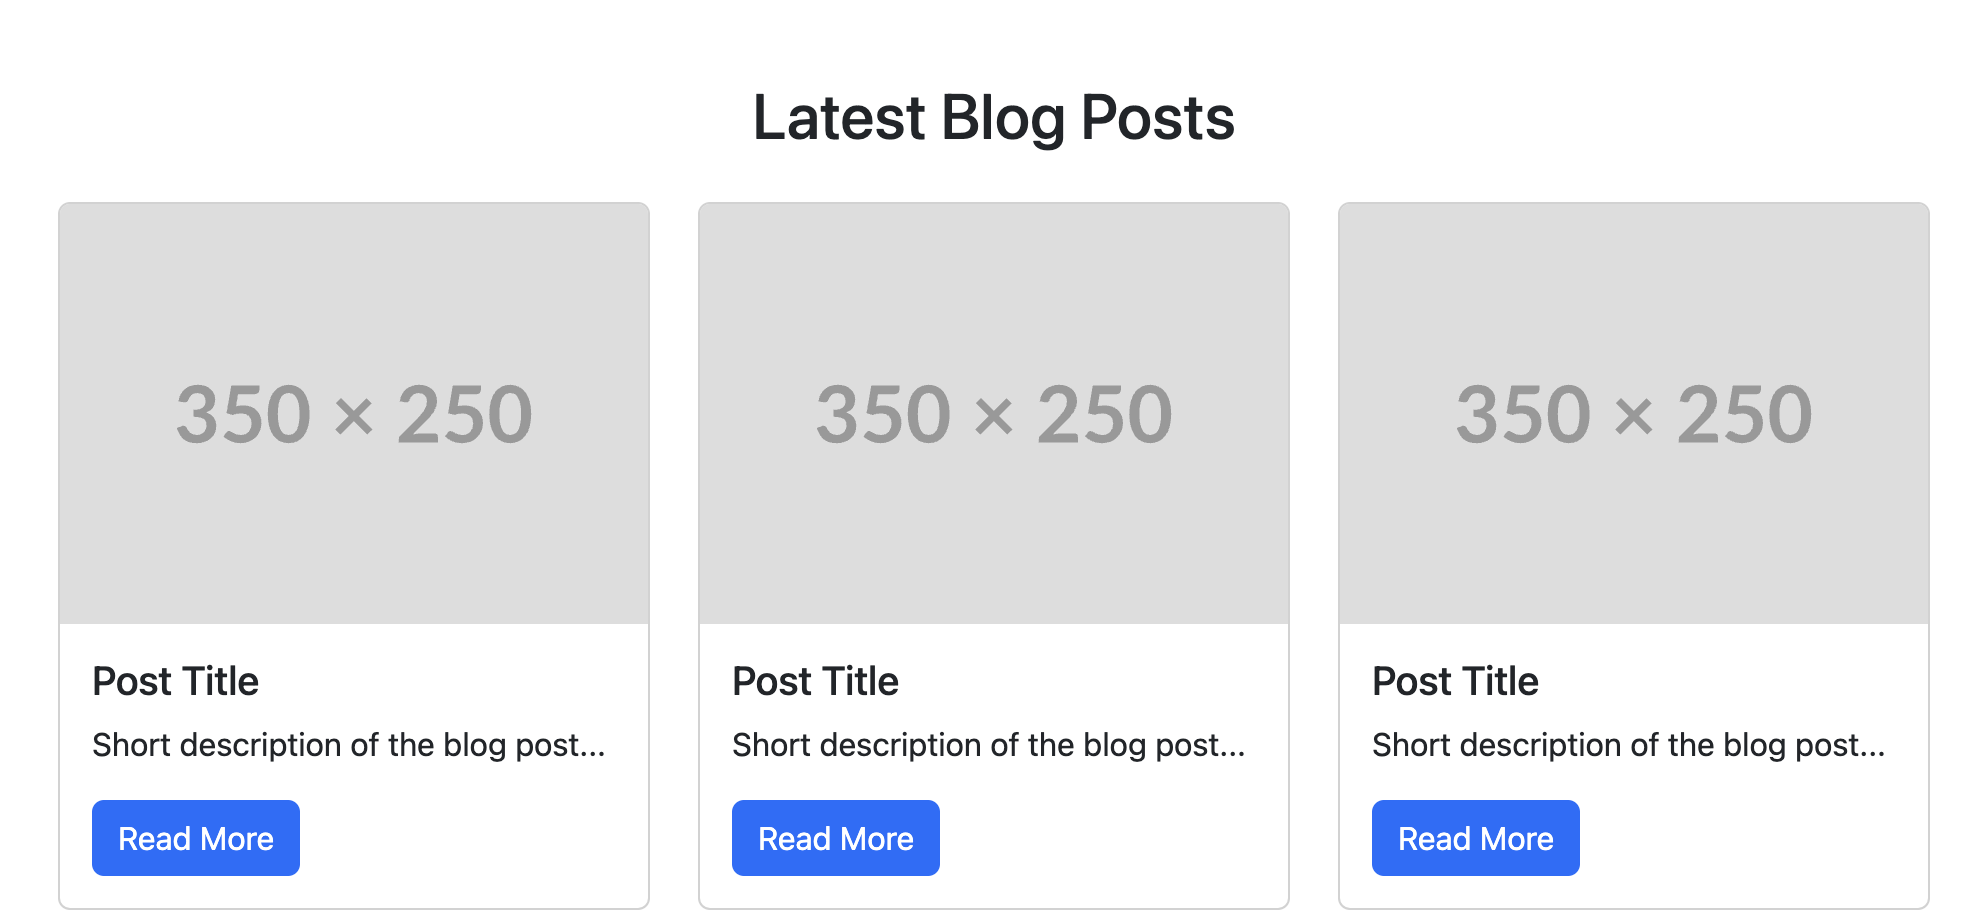 Latest Blog Posts
350 × 250
350 × 250
350 × 250
Post Title
Short description of the blog post...
Read More
Post Title
Short description of the blog post...
Read More
Post Title
Short description of the blog post...
Read More